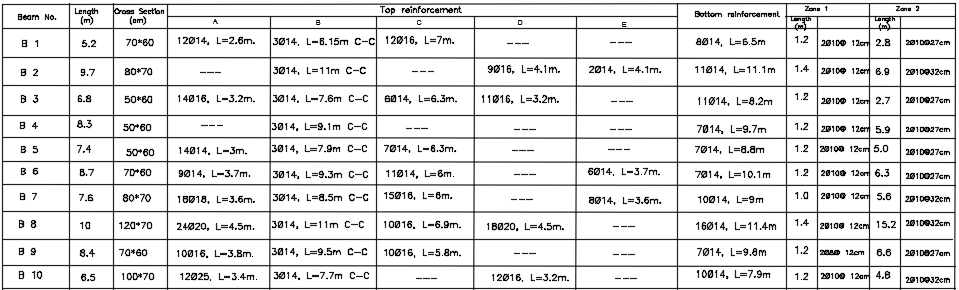 Beam No. Length (m) Cross Section (cm) Top reinforcement Bottom reinforcement Zone 1 Zone 2
A B C D E Length (m) Length (m)
B 1 5.2 70*60 12Ø14, L=2.6m. 3Ø14, L=6.15m C-C 12Ø16, L=7m. --- --- 8Ø14, L=6.5m 1.2 2Ø10@ 12cm 2.8 2Ø10@27cm
B 2 9.7 80*70 --- 3Ø14, L=11m C-C --- 9Ø16, L=4.1m. 2Ø14, L=4.1m. 11Ø14, L=11.1m 1.4 2Ø10@ 12cm 6.9 2Ø10@32cm
B 3 6.8 50*60 14Ø16, L=3.2m. 3Ø14, L=7.6m C-C 6Ø14, L=6.3m. 11Ø16, L=3.2m. --- 11Ø14, L=8.2m 1.2 2Ø10@ 12cm 2.7 2Ø10@27cm
B 4 8.3 50*60 --- 3Ø14, L=9.1m C-C --- --- --- 7Ø14, L=9.7m 1.2 2Ø10@ 12cm 5.9 2Ø10@27cm
B 5 7.4 50*60 14Ø14, L=3m. 3Ø14, L=7.9m C-C 7Ø14, L=6.3m. --- --- 7Ø14, L=8.8m 1.2 2Ø10@ 12cm 5.0 2Ø10@27cm
B 6 8.7 70*60 9Ø14, L=3.7m. 3Ø14, L=9.3m C-C 11Ø14, L=6m. --- 6Ø14, L=3.7m. 7Ø14, L=10.1m 1.2 2Ø10@ 12cm 6.3 2Ø10@27cm
B 7 7.6 80*70 18Ø18, L=3.6m. 3Ø14, L=8.5m C-C 15Ø16, L=6m. --- 8Ø14, L=3.6m. 10Ø14, L=9m 1.0 2Ø10@ 12cm 5.6 2Ø10@32cm
B 8 10 120*70 24Ø20, L=4.5m. 3Ø14, L=11m C-C 10Ø16, L=6.9m. 18Ø20, L=4.5m. --- 16Ø14, L=11.4m 1.4 2Ø10@ 12cm 15.2 2Ø10@32cm
B 9 8.4 70*60 10Ø16, L=3.8m. 3Ø14, L=9.5m C-C 10Ø16, L=5.8m. --- --- 7Ø14, L=9.8m 1.2 2Ø8@ 12cm 6.6 2Ø10@27cm
B 10 6.5 100*70 12Ø25, L=3.4m. 3Ø14, L=7.7m C-C --- 12Ø16, L=3.2m. --- 10Ø14, L=7.9m 1.2 2Ø10@ 12cm 4.8 2Ø10@32cm